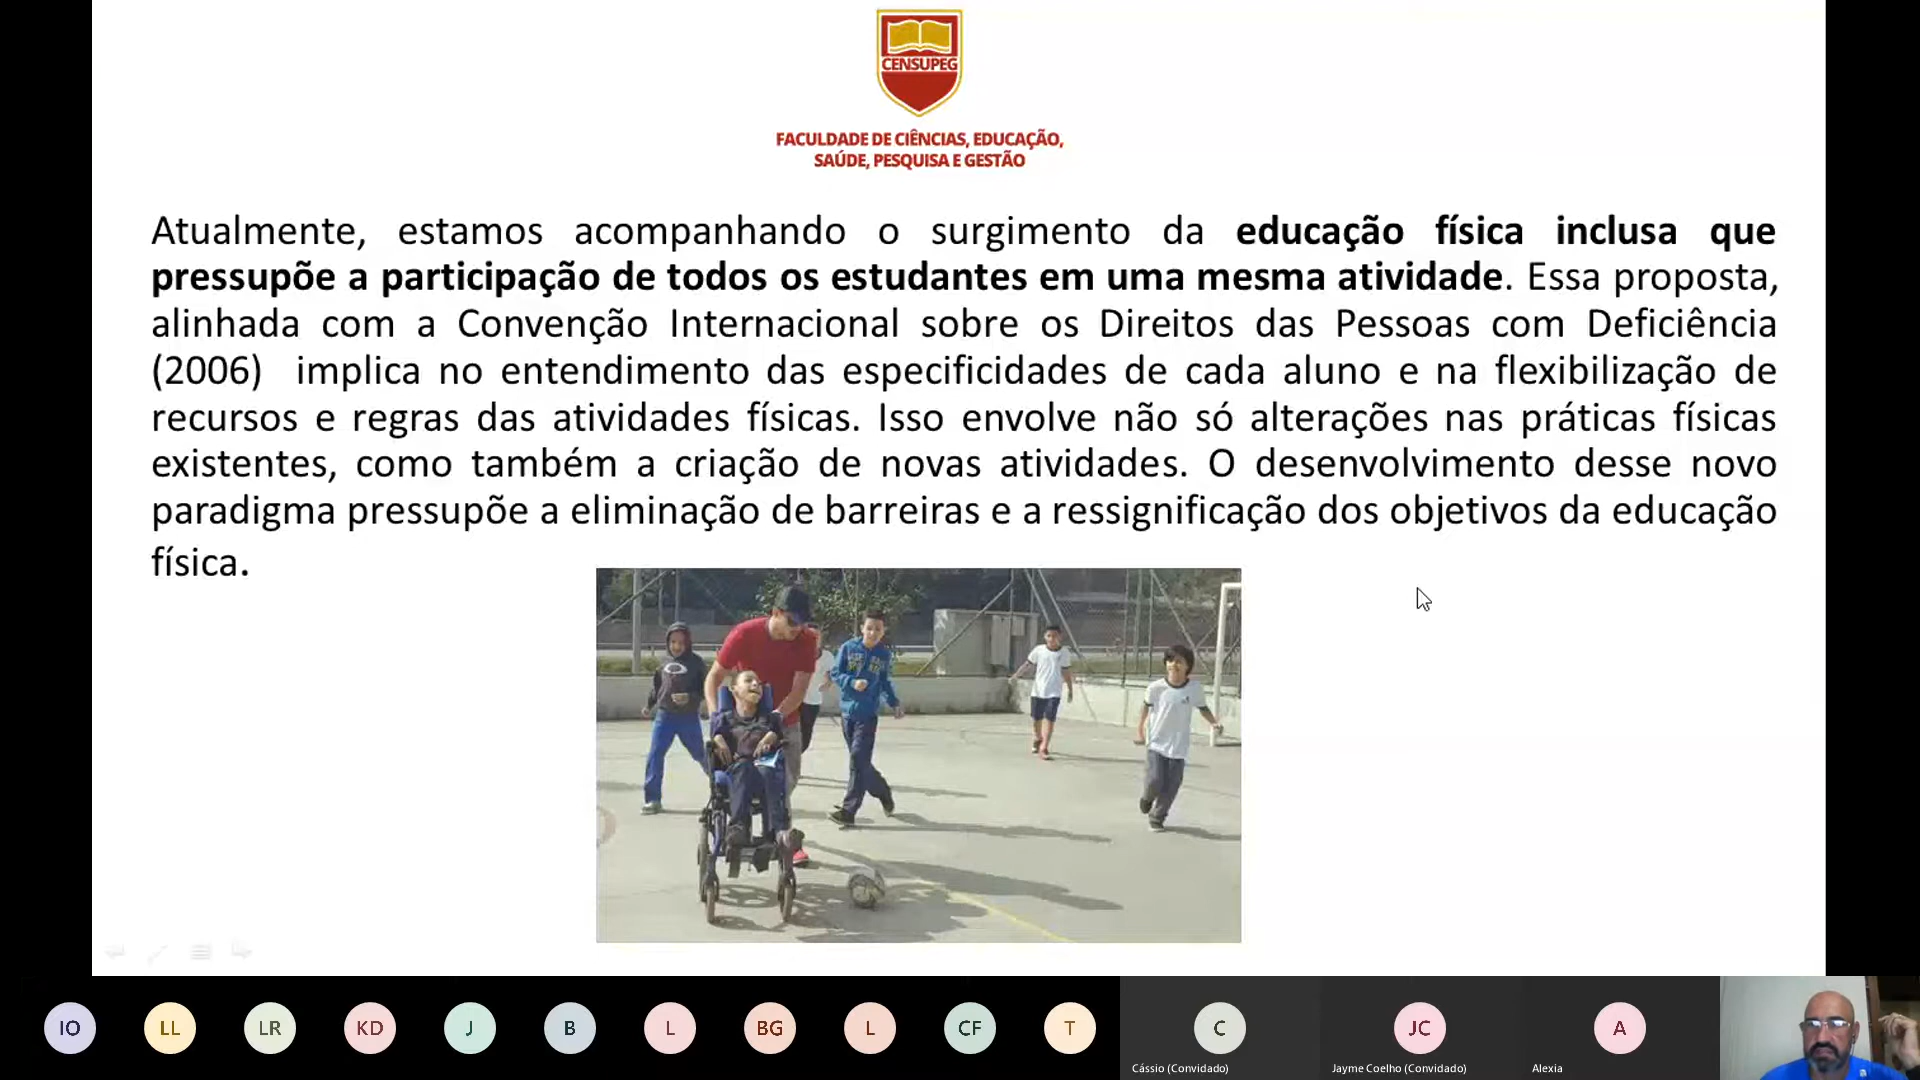 CENSUPEG
FACULDADE DE CIÊNCIAS, EDUCAÇÃO,
SAÚDE, PESQUISA E GESTÃO
Atualmente, estamos acompanhando o surgimento da educação física inclusa que
pressupõe a participação de todos os estudantes em uma mesma atividade. Essa proposta,
alinhada com a Convenção Internacional sobre os Direitos das Pessoas com Deficiência
(2006) implica no entendimento das especificidades de cada aluno e na flexibilização de
recursos e regras das atividades físicas. Isso envolve não só alterações nas práticas físicas
existentes, como também a criação de novas atividades. O desenvolvimento desse novo
paradigma pressupõe a eliminação de barreiras e a ressignificação dos objetivos da educação
física.
IO LL LR KD J B L BG L CF T C JC A
Cássio (Convidado) Jayme Coelho (Convidado) Alexia